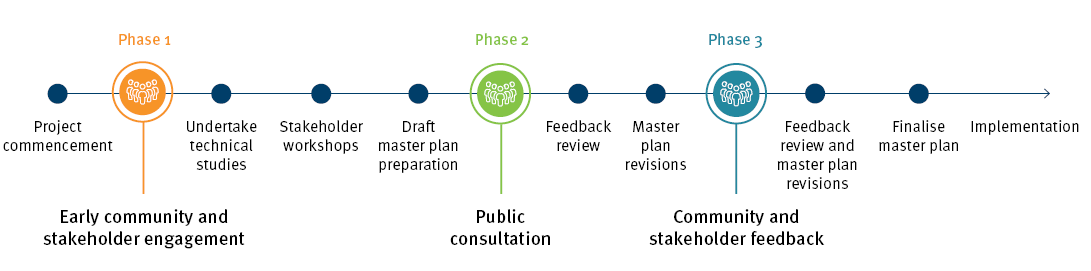 Phase 1
Phase 2
Phase 3
Project
commencement
Undertake
technical
studies
Stakeholder
workshops
Draft
master plan
preparation
Feedback
review
Master
plan
revisions
Feedback
review and
master plan
revisions
Finalise
master plan
Implementation
Early community and
stakeholder engagement
Public
consultation
Community and
stakeholder feedback